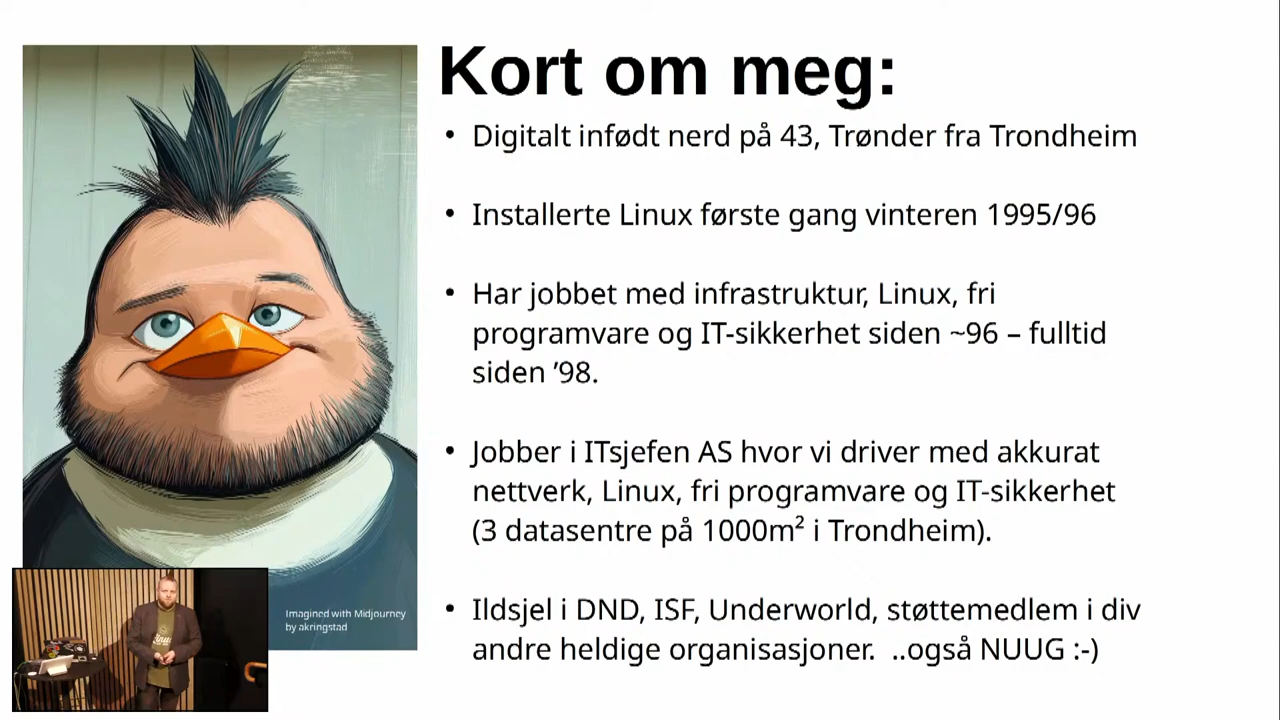 Kort om meg:
• Digitalt infødt nerd på 43, Trønder fra Trondheim
• Installerte Linux første gang vinteren 1995/96
• Har jobbet med infrastruktur, Linux, fri
programvare og IT-sikkerhet siden ~96 – fulltid
siden ’98.
• Jobber i ITsjefen AS hvor vi driver med akkurat
nettverk, Linux, fri programvare og IT-sikkerhet
(3 datasentre på 1000m² i Trondheim).
• Ildsjel i DND, ISF, Underworld, støttemedlem i div
andre heldige organisasjoner.  ..også NUUG :-)
Imagined with Midjourney
by akringstad